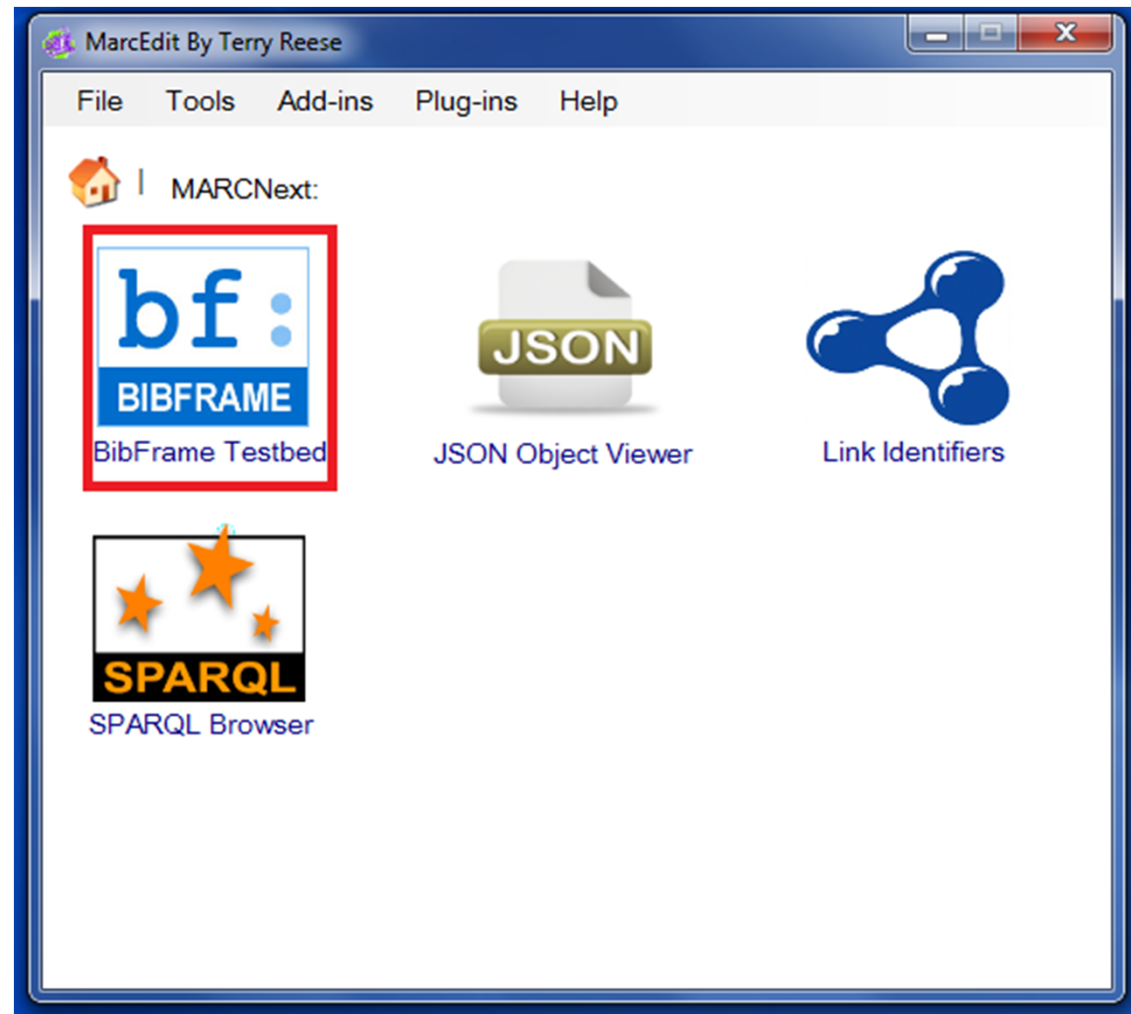 MarcEdit By Terry Reese
File Tools Add-ins Plug-ins Help
MARCNext:
bf:
BIBFRAME
BibFrame Testbed
JSON
JSON Object Viewer
Link Identifiers
SPARQL
SPARQL Browser